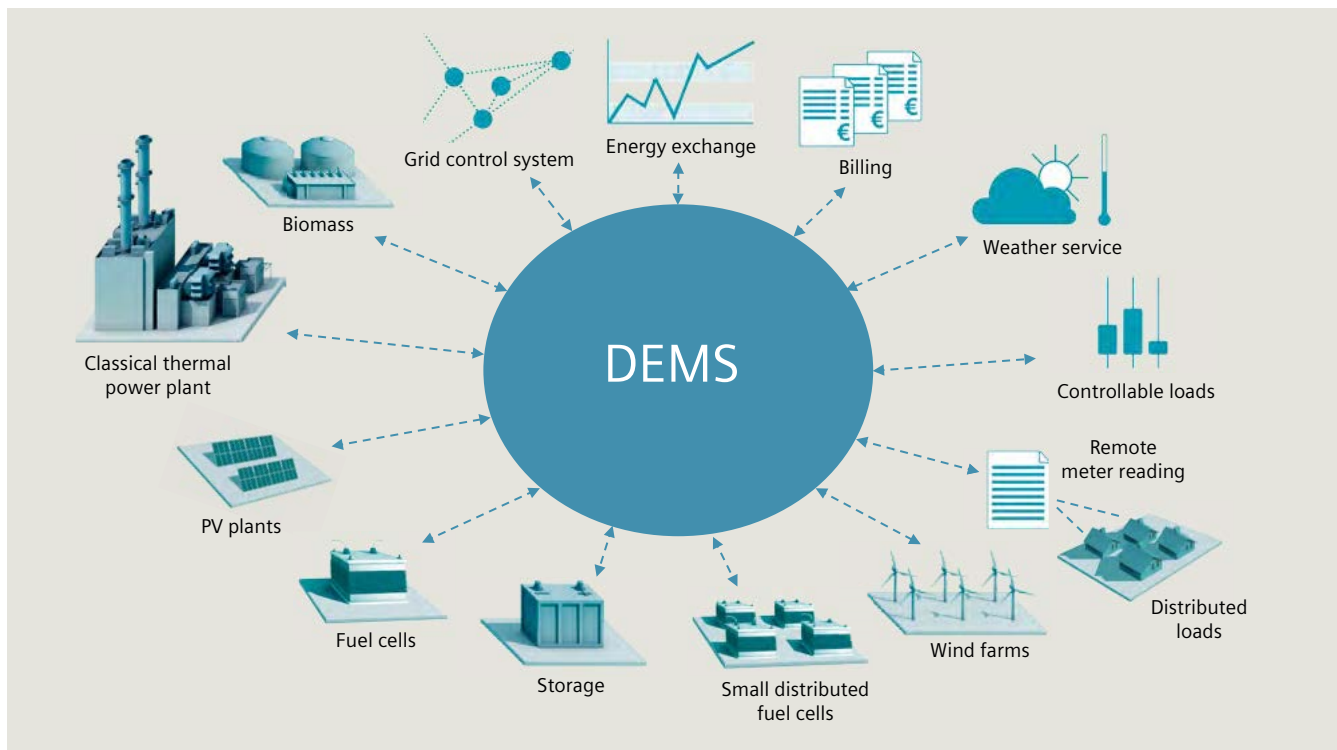 Grid control system
Energy exchange
Billing
Biomass
Weather service
Classical thermal
power plant
DEMS
Controllable loads
Remote
meter reading
PV plants
Distributed
loads
Fuel cells
Wind farms
Storage
Small distributed
fuel cells
€
€
€